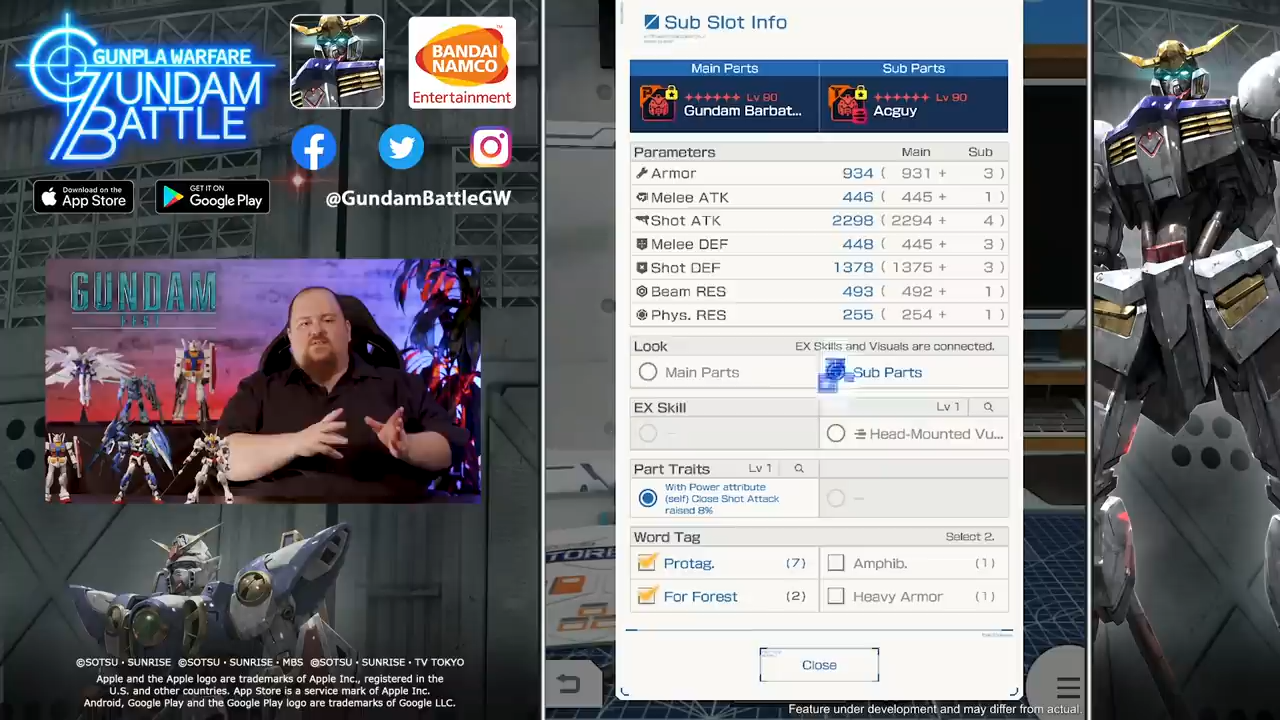 GUNPLA WARFARE
GUNDAM
BATTLE
BANDAI
NAMCO
Entertainment
Download on the
App Store
GET IT ON
Google Play
@GundamBattleGW
GUNDAM
FEST
©SOTSU・SUNRISE ©SOTSU・SUNRISE・MBS ©SOTSU・SUNRISE・TV TOKYO
Apple and the Apple logo are trademarks of Apple Inc., registered in the
U.S. and other countries. App Store is a service mark of Apple Inc.
Android, Google Play and the Google Play logo are trademarks of Google LLC.
Sub Slot Info
Main Parts Sub Parts
Lv 90 Lv 90
Gundam Barbat... Acguy
Parameters Main Sub
Armor 934 ( 931 + 3 )
Melee ATK 446 ( 445 + 1 )
Shot ATK 2298 ( 2294 + 4 )
Melee DEF 448 ( 445 + 3 )
Shot DEF 1378 ( 1375 + 3 )
Beam RES 493 ( 492 + 1 )
Phys. RES 255 ( 254 + 1 )
Look EX Skills and Visuals are connected.
Main Parts Sub Parts
EX Skill Lv 1
– Head-Mounted Vu...
Part Traits Lv 1
With Power attribute
(self) Close Shot Attack
raised 8%
–
Word Tag Select 2.
Protag. (7) Amphib. (1)
For Forest (2) Heavy Armor (1)
Close
TORE
Feature under development and may differ from actual.